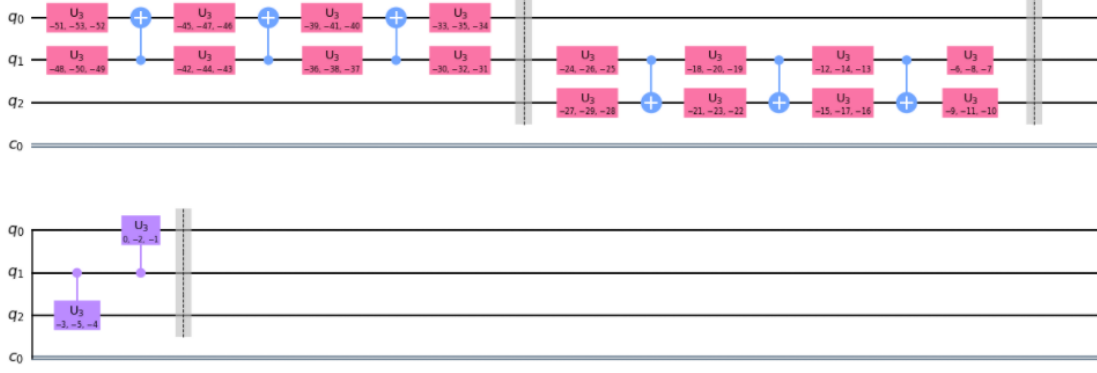 q0 U3 U3 U3 U3
−51, −53, −52 −45, −47, −46 −39, −41, −40 −33, −35, −34
q1 U3 U3 U3 U3 U3 U3 U3 U3
−48, −50, −49 −42, −44, −43 −36, −38, −37 −30, −32, −31 −24, −26, −25 −18, −20, −19 −12, −14, −13 −6, −8, −7
q2 U3 U3 U3 U3
−27, −29, −28 −21, −23, −22 −15, −17, −16 −9, −11, −10
c0
q0 U3
0, −2, −1
q1
q2 U3
−3, −5, −4
c0